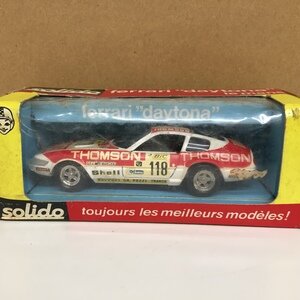 ferrari "daytona"
THOMSON
THOMSON
Shell
118
solido
toujours les meilleurs modèles!